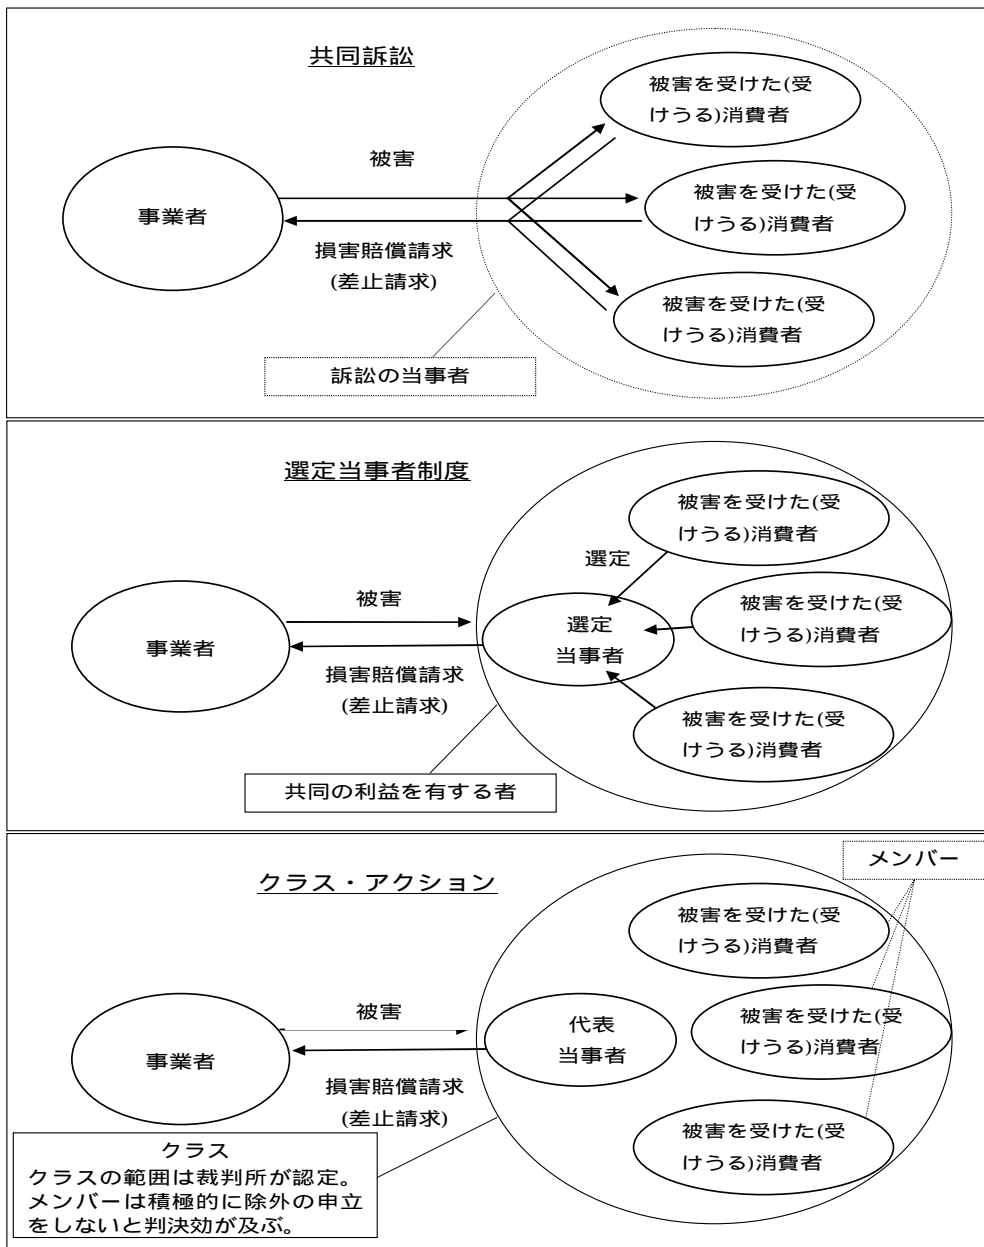 共同訴訟
被害を受けた(受
けうる)消費者
被害
事業者
被害を受けた(受
けうる)消費者
損害賠償請求
(差止請求)
被害を受けた(受
けうる)消費者
訴訟の当事者
選定当事者制度
被害を受けた(受
けうる)消費者
選定
被害
事業者
選定
当事者
被害を受けた(受
けうる)消費者
損害賠償請求
(差止請求)
被害を受けた(受
けうる)消費者
共同の利益を有する者
メンバー
クラス・アクション
被害を受けた(受
けうる)消費者
被害
事業者
代表
当事者
被害を受けた(受
けうる)消費者
損害賠償請求
(差止請求)
被害を受けた(受
けうる)消費者
クラス
クラスの範囲は裁判所が認定。
メンバーは積極的に除外の申立
をしないと判決効が及ぶ。